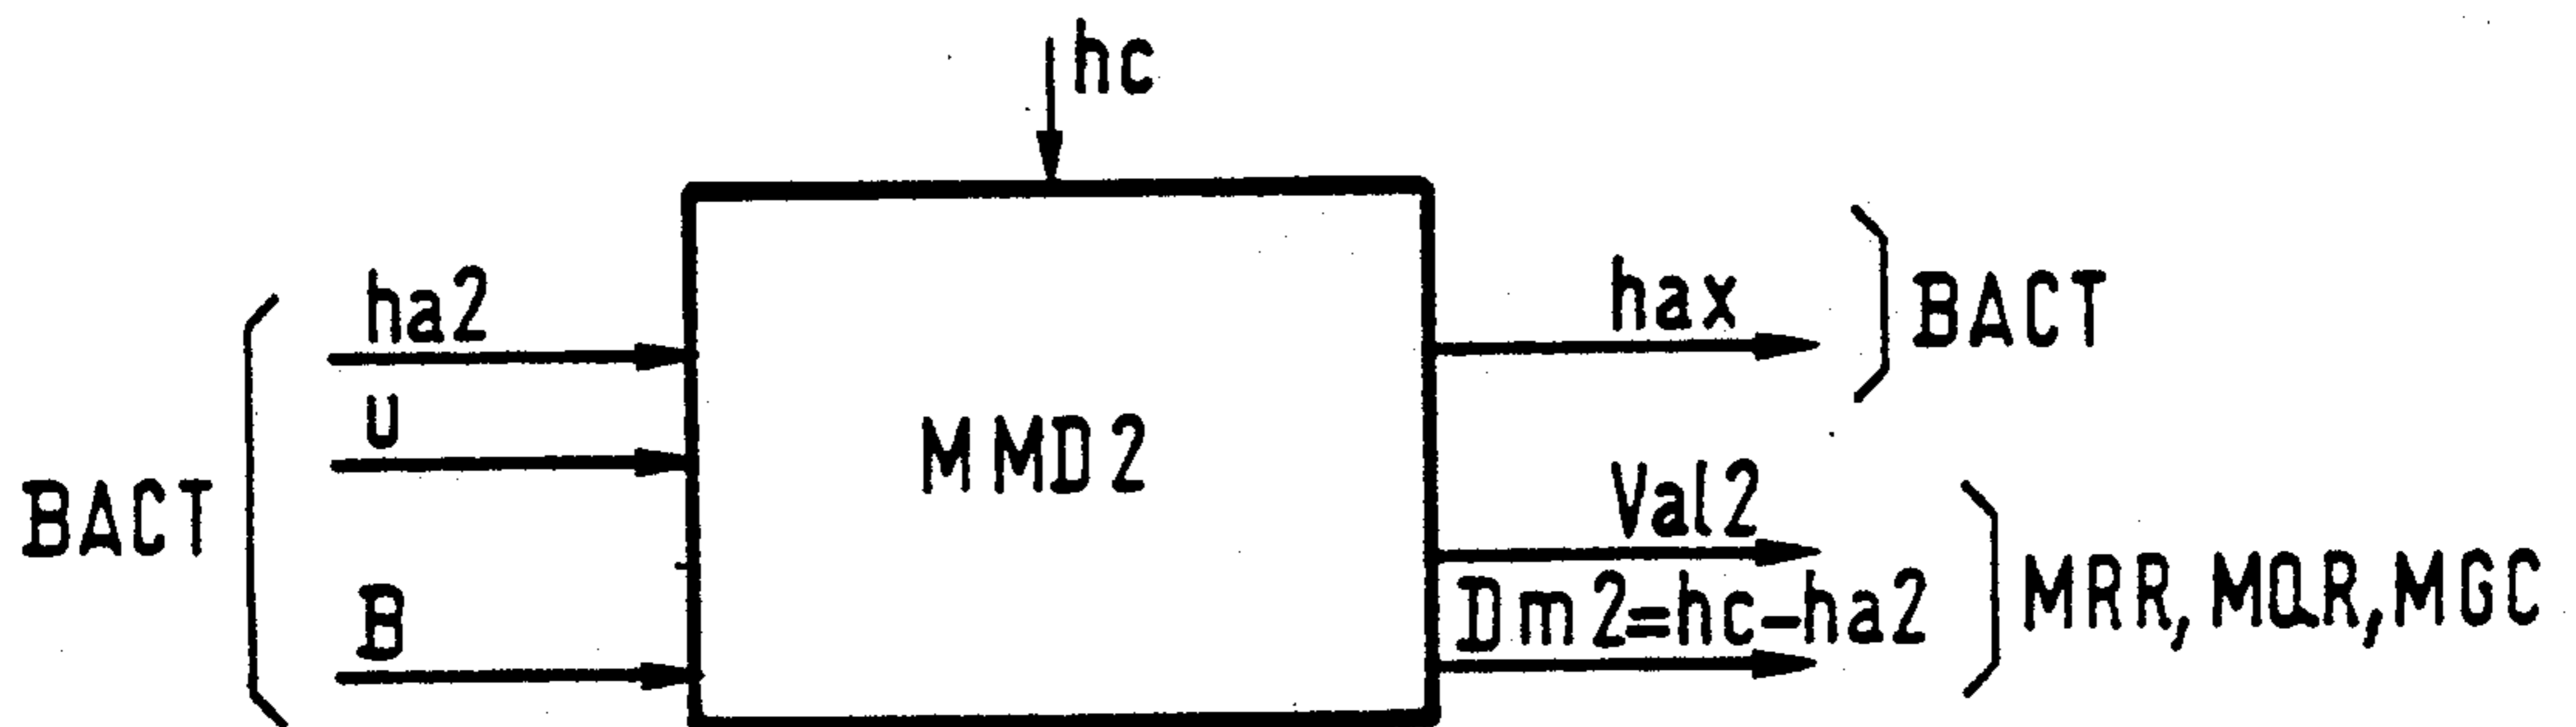 hc
ha2
hax
BACT
u
MMD2
BACT
Val2
B
Dm2=hc-ha2
MRR, MQR, MGC